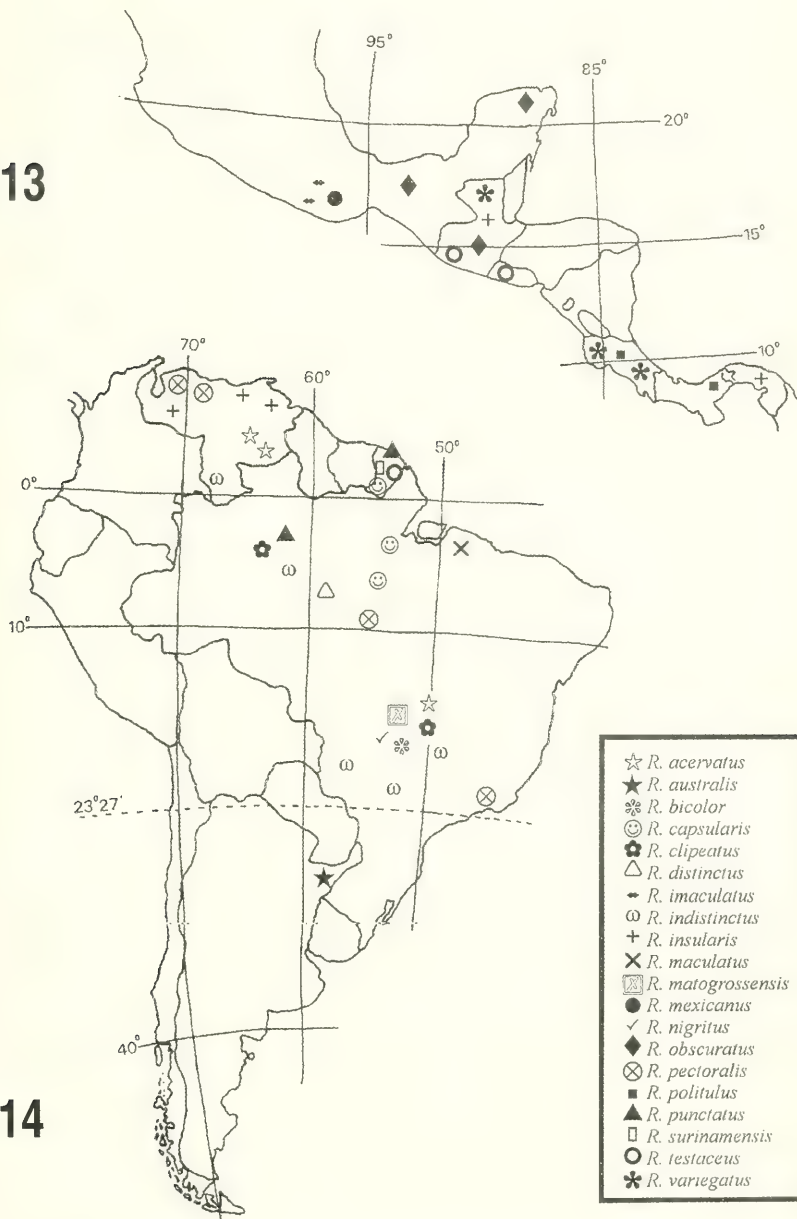 95°
85°
20°
13
15°
10°
70°
60°
50°
0°
10°
23°27'
40°
14
R. acervatus
R. australis
R. bicolor
R. capsularis
R. clipeatus
R. distinctus
R. imaculatus
R. indistinctus
R. insularis
R. maculatus
R. matogrossensis
R. mexicanus
R. nigritus
R. obscuratus
R. pectoralis
R. politulus
R. punctatus
R. surinamensis
R. testaceus
R. variegatus